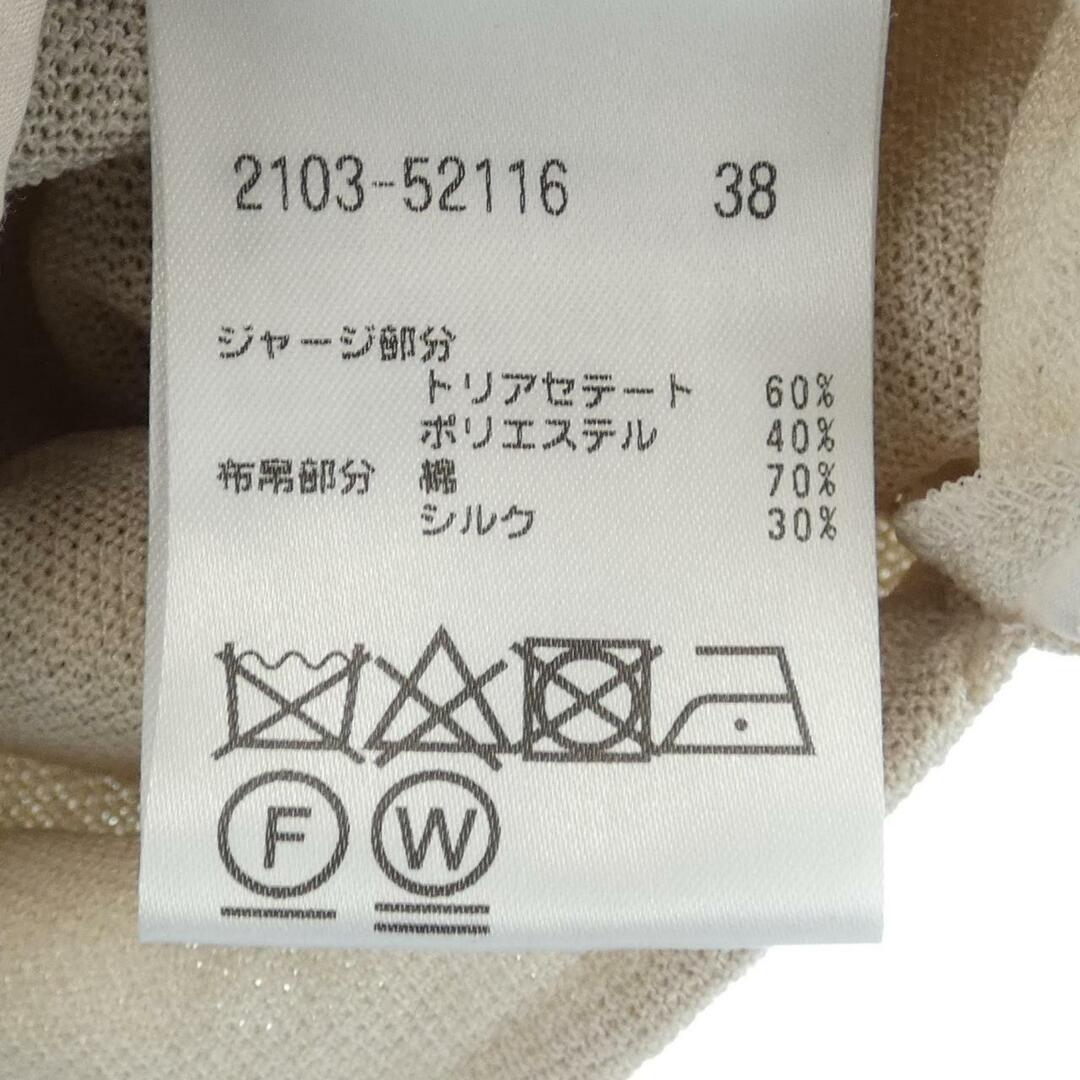 2103-52116 38
ジャージ部分
トリアセテート 60%
ポリエステル 40%
布帛部分 綿 70%
シルク 30%
F W